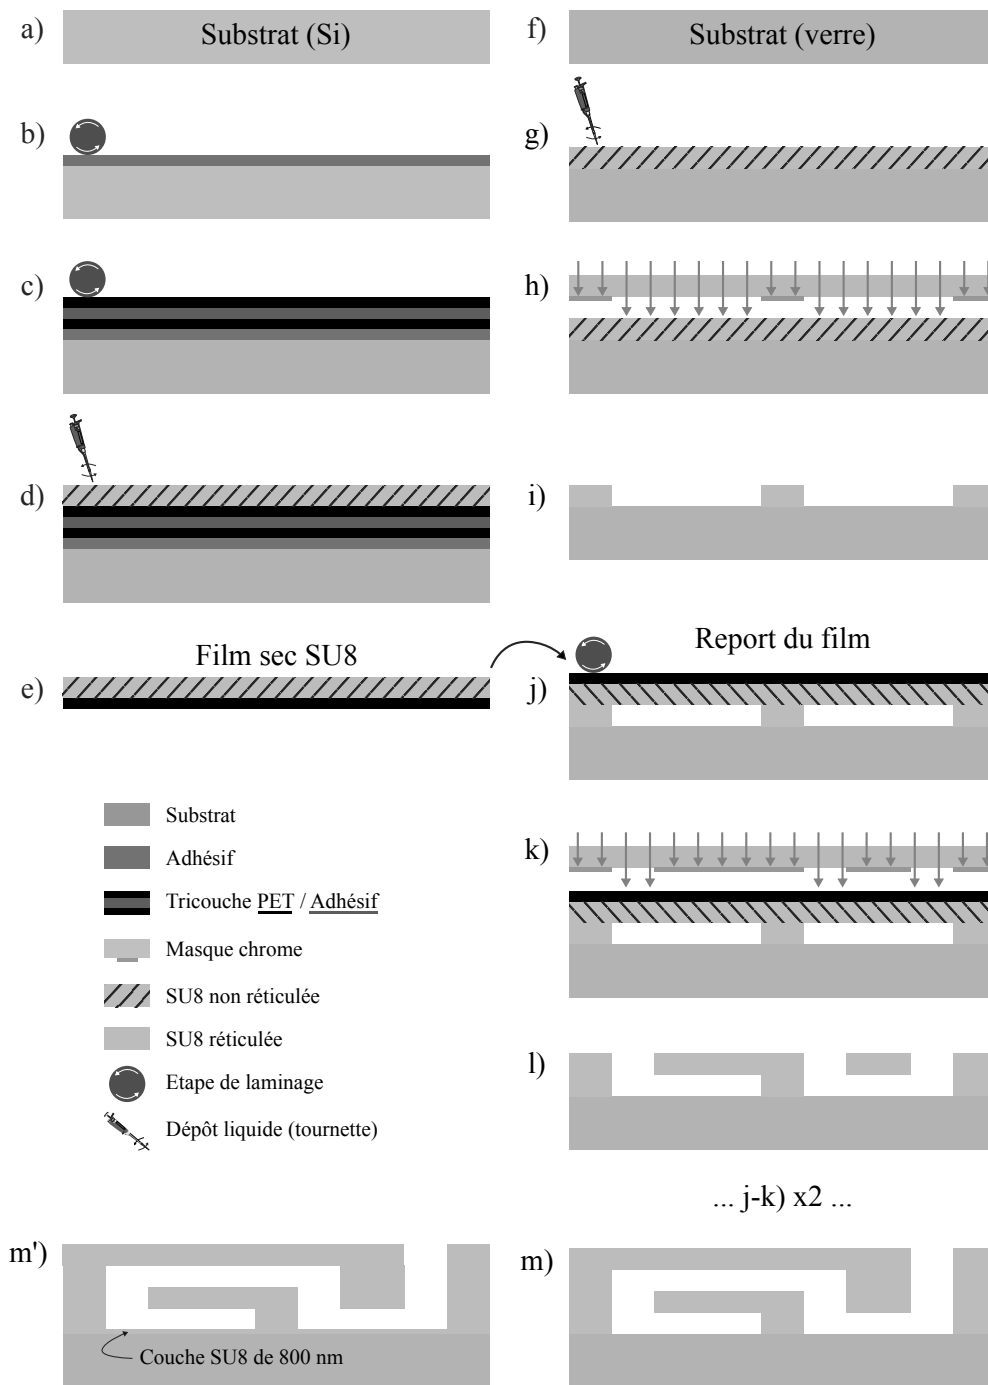 a)
Substrat (Si)
b)
c)
d)
Film sec SU8
e)
Substrat
Adhésif
Tricouche PET / Adhésif
Masque chrome
SU8 non réticulée
SU8 réticulée
Etape de laminage
Dépôt liquide (tournette)
m')
Couche SU8 de 800 nm
f)
Substrat (verre)
g)
h)
i)
Report du film
j)
k)
l)
... j-k) x2 ...
m)